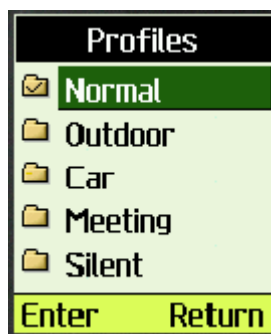 Profiles
Normal
Outdoor
Car
Meeting
Silent
Enter Return